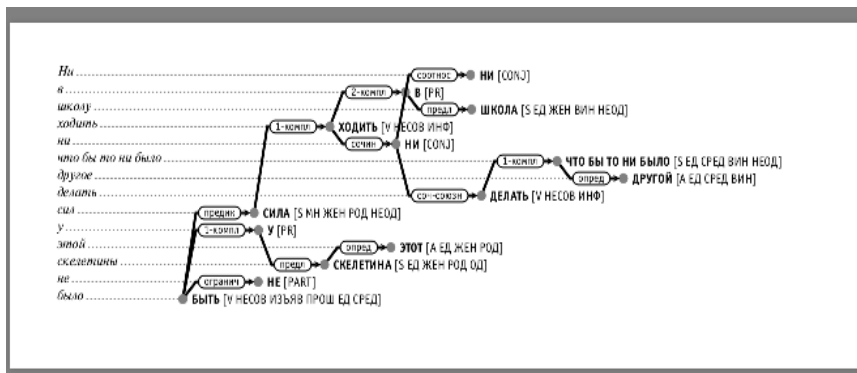 Ни соотнос НИ [CONJ]
в 2-компл В [PR]
школу предл ШКОЛА [S ЕД ЖЕН ВИН НЕОД]
ходить 1-компл ХОДИТЬ [V НЕСОВ ИНФ]
ни сочин НИ [CONJ]
что бы то ни было 1-компл ЧТО БЫ ТО НИ БЫЛО [S ЕД СРЕД ВИН НЕОД]
другое опред ДРУГОЙ [A ЕД СРЕД ВИН]
делать соч-союзн ДЕЛАТЬ [V НЕСОВ ИНФ]
сил предик СИЛА [S МН ЖЕН РОД НЕОД]
у 1-компл У [PR]
этой опред ЭТОТ [A ЕД ЖЕН РОД]
скелетины предл СКЕЛЕТИНА [S ЕД ЖЕН РОД ОД]
не огранич НЕ [PART]
было БЫТЬ [V НЕСОВ ИЗЪЯВ ПРОШ ЕД СРЕД]